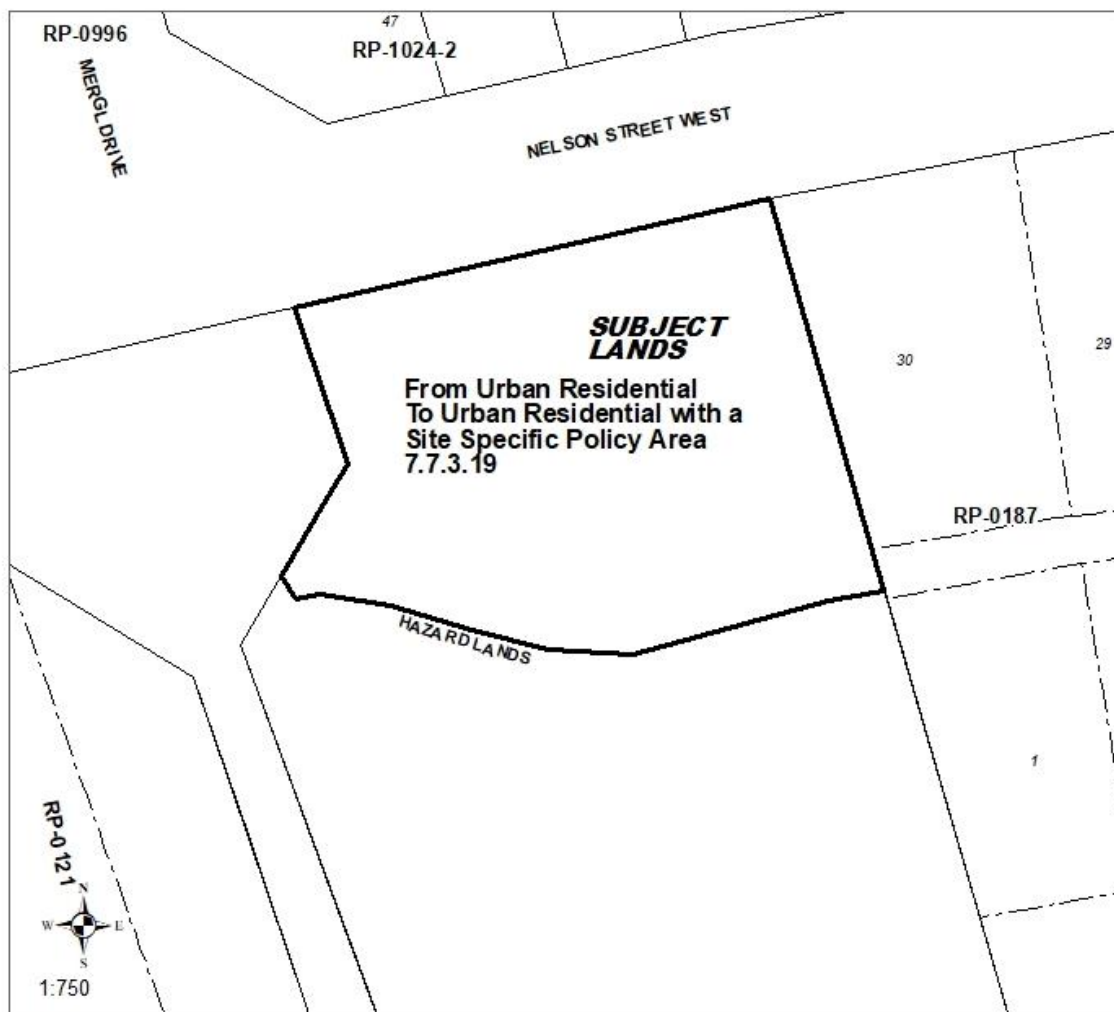 47
RP-0996
RP-1024-2
MERGL DRIVE
NELSON STREET WEST
SUBJECT
LANDS
29
30
From Urban Residential
To Urban Residential with a
Site Specific Policy Area
7.7.3.19
RP-0187
HAZARD LANDS
1
RP-0121
N
W
E
S
1:750